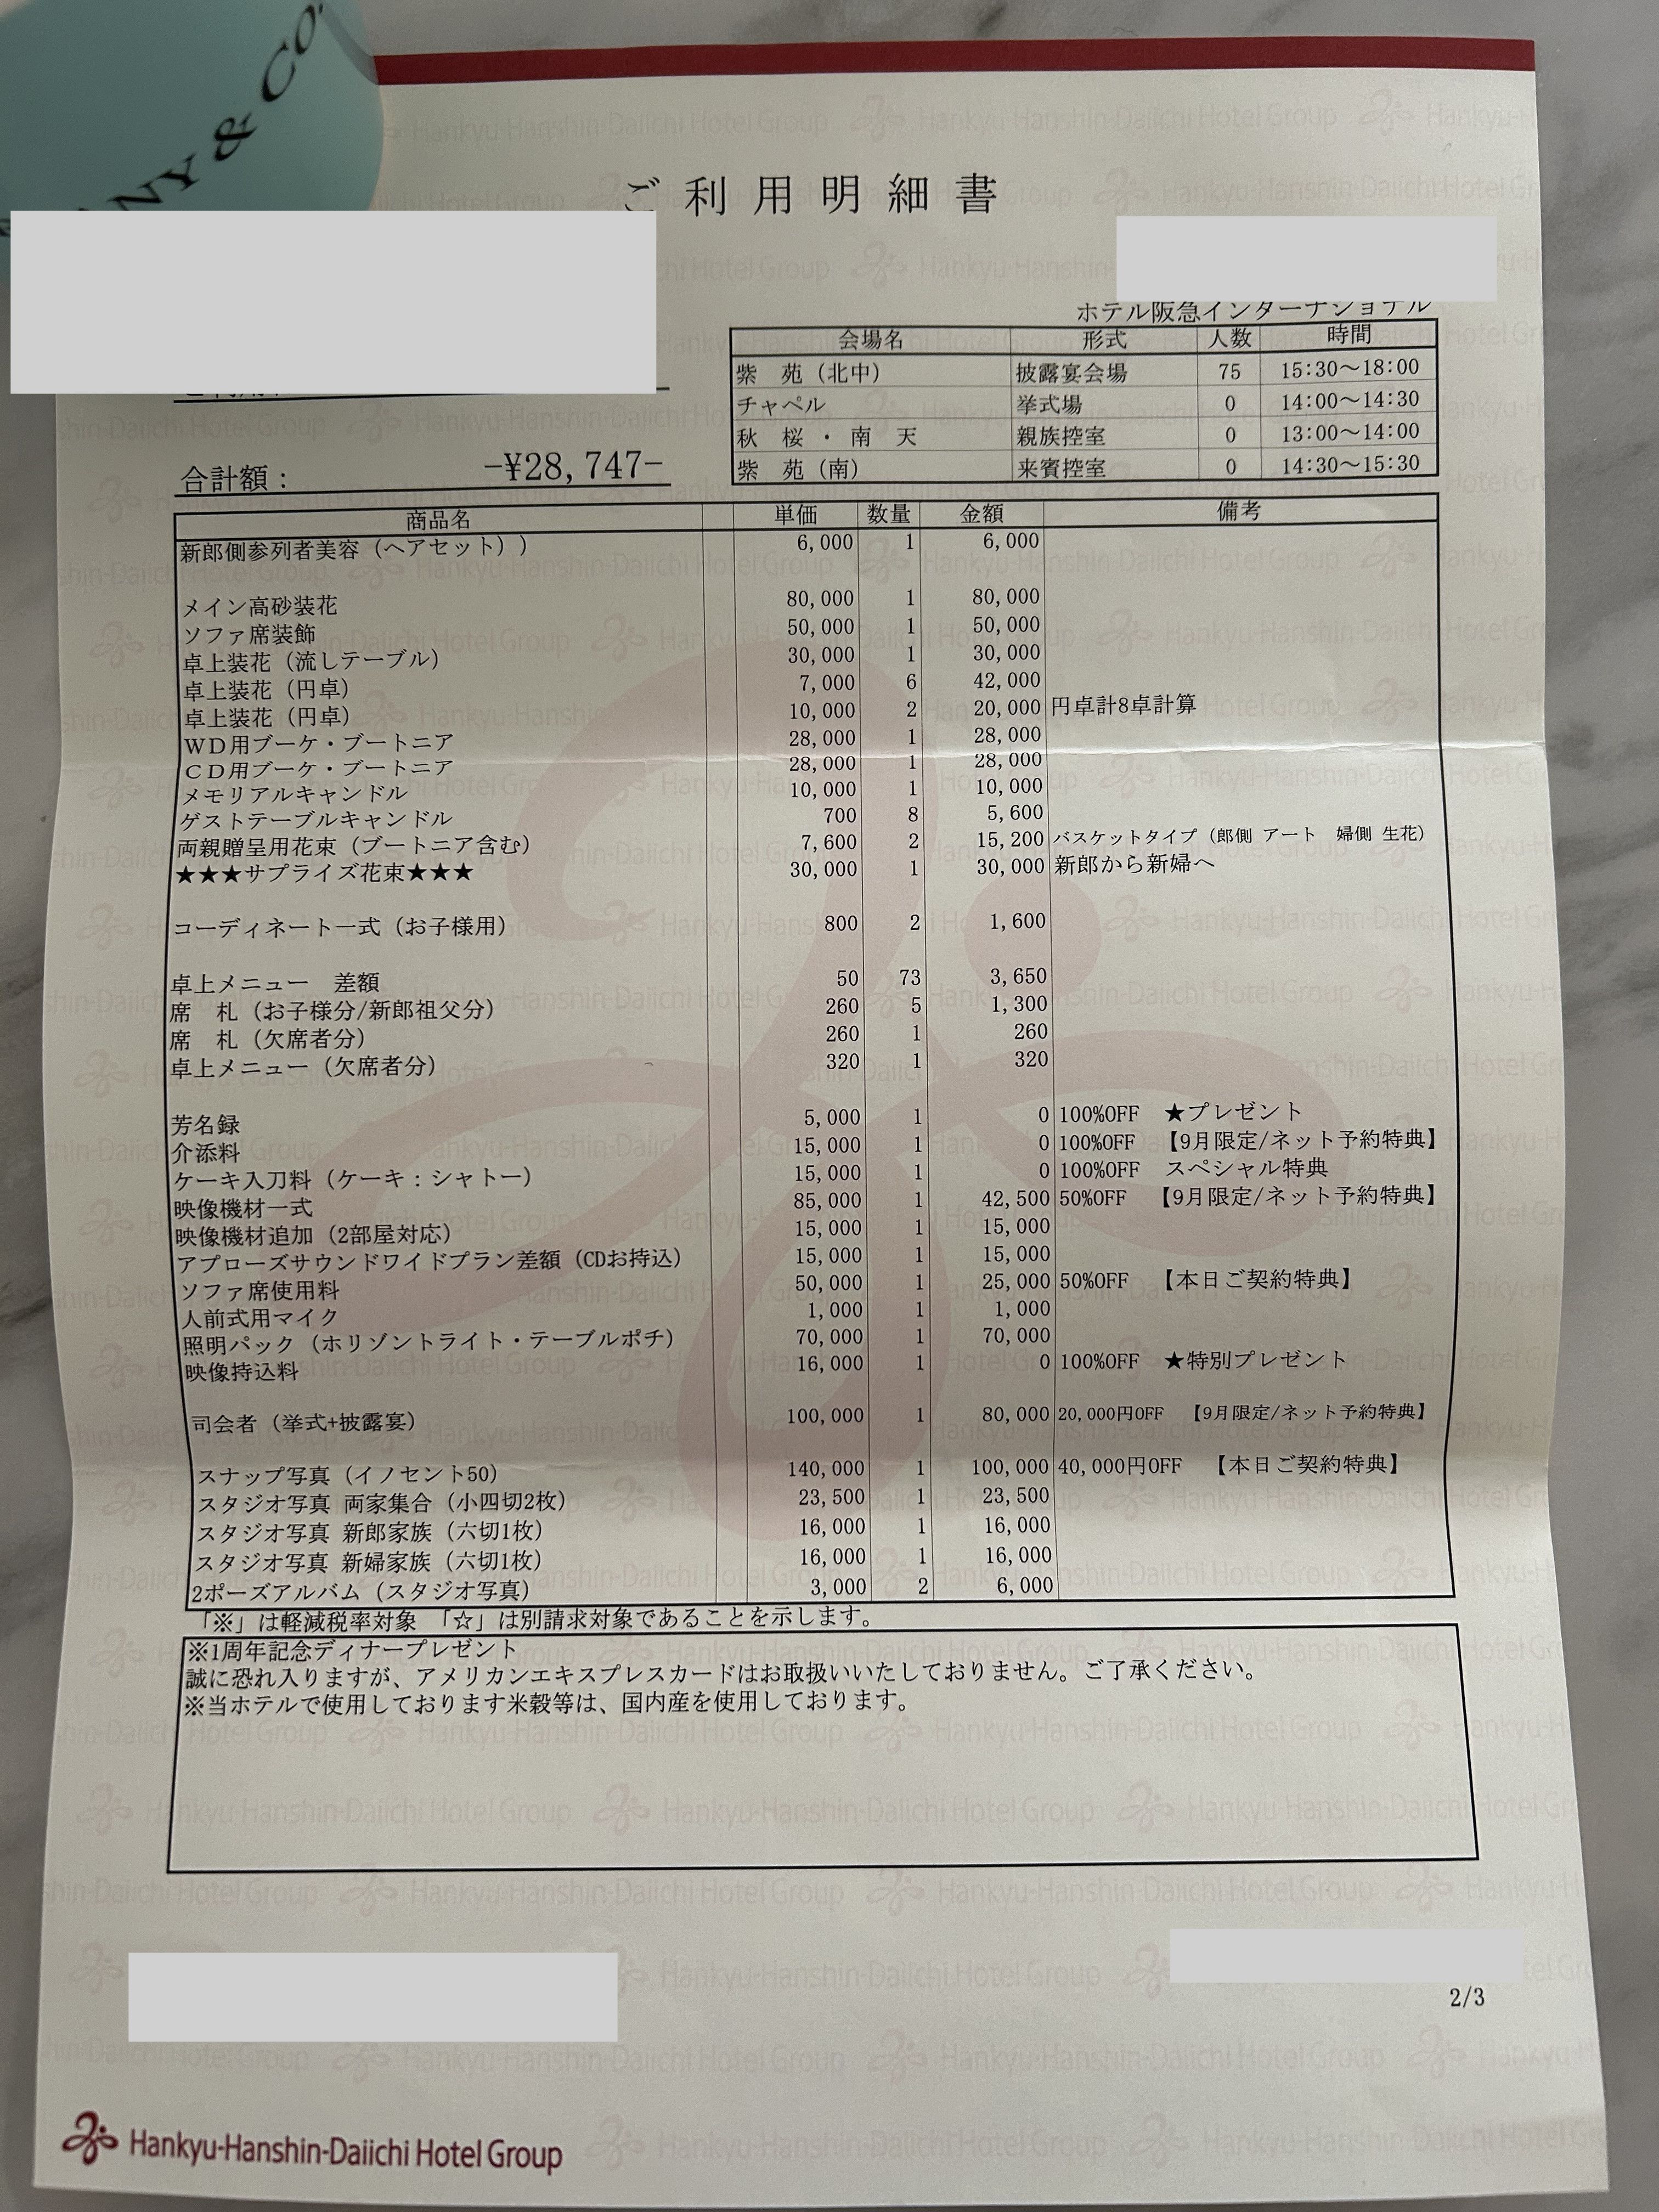 NY & CO.
ご利用明細書
ホテル阪急インターナショナル
会場名 形式 人数 時間
紫 苑（北中） 披露宴会場 75 15:30～18:00
チャペル 挙式場 0 14:00～14:30
秋 桜 ・ 南 天 親族控室 0 13:00～14:00
紫 苑（南） 来賓控室 0 14:30～15:30
合計額： -¥28,747-
商品名 単価 数量 金額 備考
新郎側参列者美容（ヘアセット）） 6,000 1 6,000
メイン高砂装花 80,000 1 80,000
ソファ席装飾 50,000 1 50,000
卓上装花（流しテーブル） 30,000 1 30,000
卓上装花（円卓） 7,000 6 42,000
卓上装花（円卓） 10,000 2 20,000 円卓計8卓計算
ＷＤ用ブーケ・ブートニア 28,000 1 28,000
ＣＤ用ブーケ・ブートニア 28,000 1 28,000
メモリアルキャンドル 10,000 1 10,000
ゲストテーブルキャンドル 700 8 5,600
両親贈呈用花束（ブートニア含む） 7,600 2 15,200 バスケットタイプ（郎側 アート 婦側 生花）
★★★サプライズ花束★★★ 30,000 1 30,000 新郎から新婦へ
コーディネート一式（お子様用） 800 2 1,600
卓上メニュー 差額 50 73 3,650
席 札（お子様分/新郎祖父分） 260 5 1,300
席 札（欠席者分） 260 1 260
卓上メニュー（欠席者分） 320 1 320
芳名録 5,000 1 0 100%OFF ★プレゼント
介添料 15,000 1 0 100%OFF 【9月限定/ネット予約特典】
ケーキ入刀料（ケーキ：シャトー） 15,000 1 0 100%OFF スペシャル特典
映像機材一式 85,000 1 42,500 50%OFF 【9月限定/ネット予約特典】
映像機材追加（2部屋対応） 15,000 1 15,000
アプローズサウンドワイドプラン差額（CDお持込） 15,000 1 15,000
ソファ席使用料 50,000 1 25,000 50%OFF 【本日ご契約特典】
人前式用マイク 1,000 1 1,000
照明パック（ホリゾントライト・テーブルポチ） 70,000 1 70,000
映像持込料 16,000 1 0 100%OFF ★特別プレゼント
司会者（挙式+披露宴） 100,000 1 80,000 20,000円OFF 【9月限定/ネット予約特典】
スナップ写真（イノセント50） 140,000 1 100,000 40,000円OFF 【本日ご契約特典】
スタジオ写真 両家集合（小四切2枚） 23,500 1 23,500
スタジオ写真 新郎家族（六切1枚） 16,000 1 16,000
スタジオ写真 新婦家族（六切1枚） 16,000 1 16,000
2ポーズアルバム（スタジオ写真） 3,000 2 6,000
「※」は軽減税率対象 「☆」は別請求対象であることを示します。
※1周年記念ディナープレゼント
誠に恐れ入りますが、アメリカンエキスプレスカードはお取扱いいたしておりません。ご了承ください。
※当ホテルで使用しております米穀等は、国内産を使用しております。
2/3
Hankyu-Hanshin-Daiichi Hotel Group